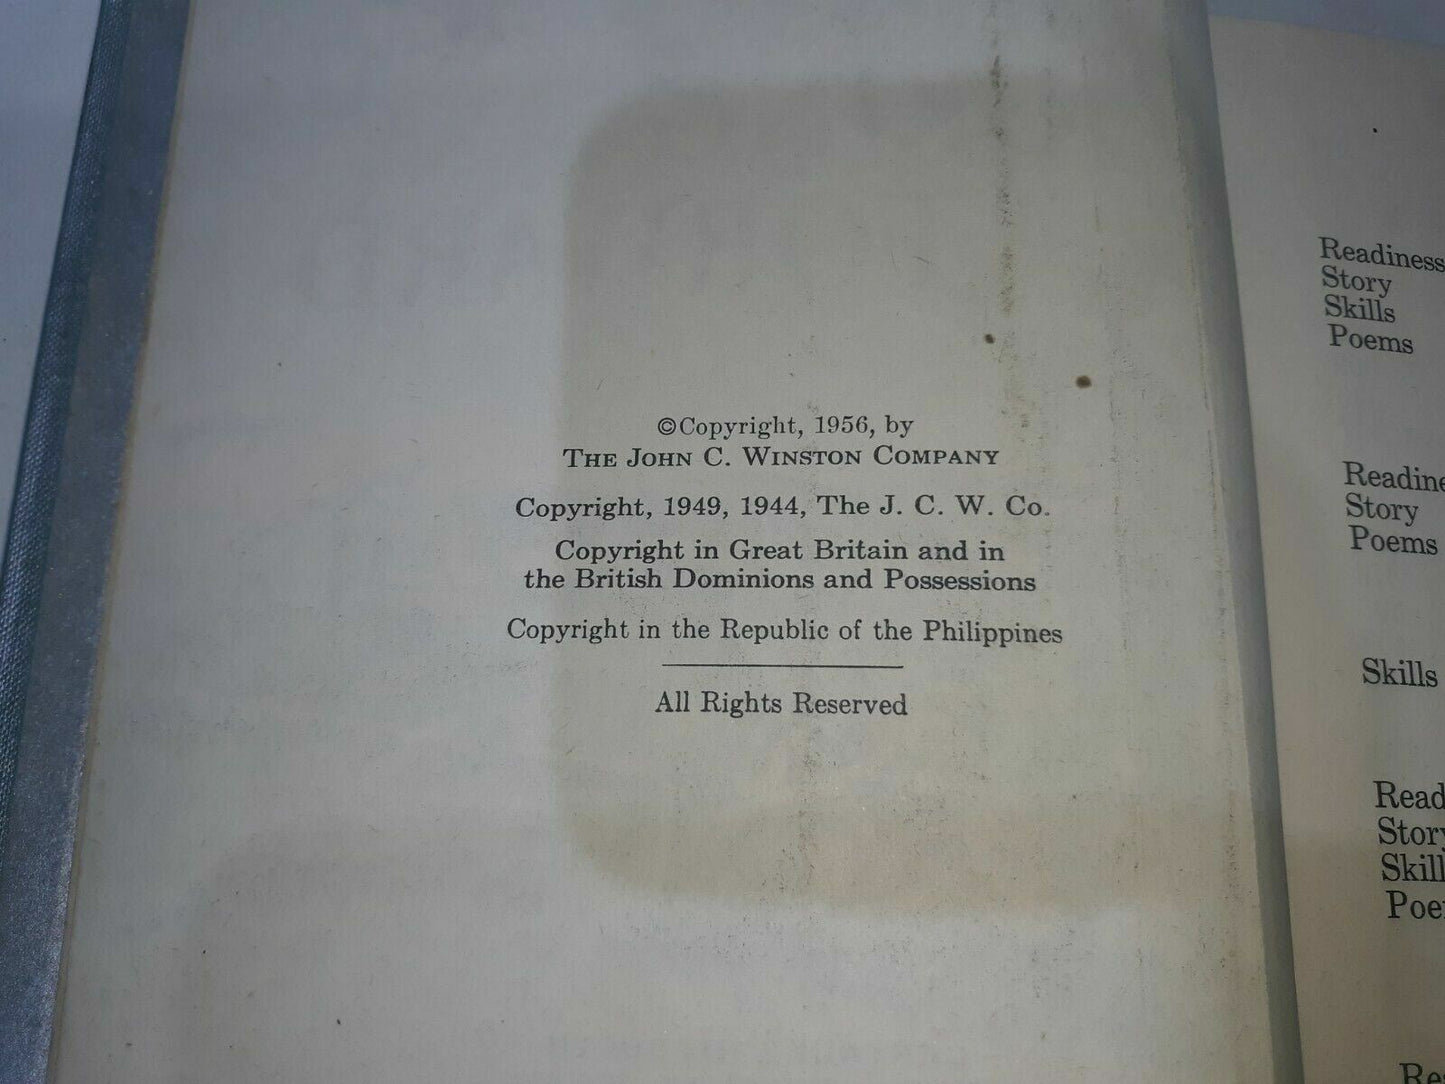 ©Copyright, 1956, by
THE JOHN C. WINSTON COMPANY
Copyright, 1949, 1944, The J. C. W. Co.
Copyright in Great Britain and in
the British Dominions and Possessions
Copyright in the Republic of the Philippines
All Rights Reserved
Readiness
Story
Skills
Poems
Story
Poems
Skills